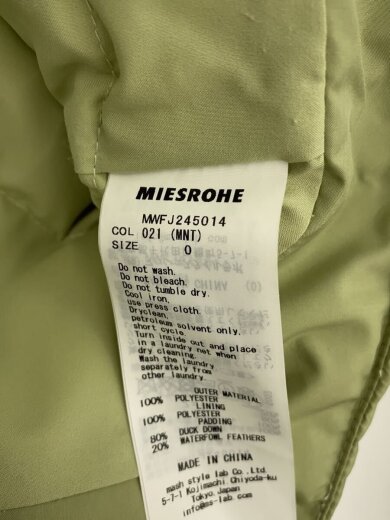 MIESROHE
MWFJ245014
COL 021 (MNT)
SIZE 0
Do not wash.
Do not bleach.
Do not tumble dry.
Cool iron.
use press cloth.
Dryclean,
petroleum solvent only,
short cycle.
Turn inside out and place
in a laundry net when
dry cleaning.
Wash the laundry
separately from
other laundry.
OUTER MATERIAL
100% POLYESTER
LINING
100% POLYESTER
PADDING
80% DUCK DOWN
20% WATERFOWL FEATHERS
MADE IN CHINA
mash style lab Co.,Ltd.
5-7-1 Kojimachi Chiyoda-ku
Tokyo, Japan
info@ms-lab.com